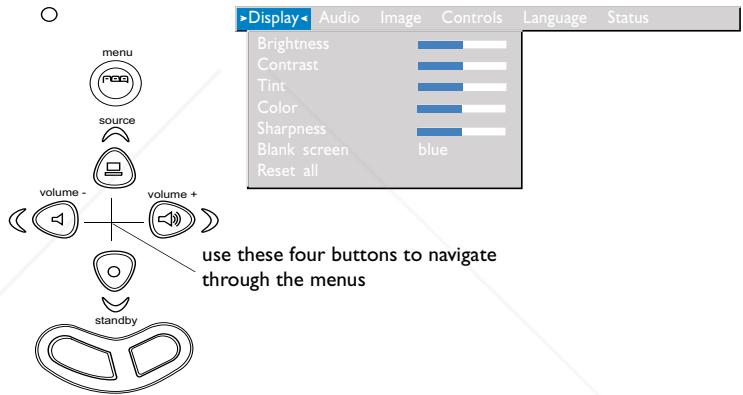 ➤Display◄ Audio Image Controls Language Status
Brightness
Contrast
Tint
Color
Sharpness
Blank screen blue
Reset all
menu
source
volume - volume +
use these four buttons to navigate
through the menus
standby